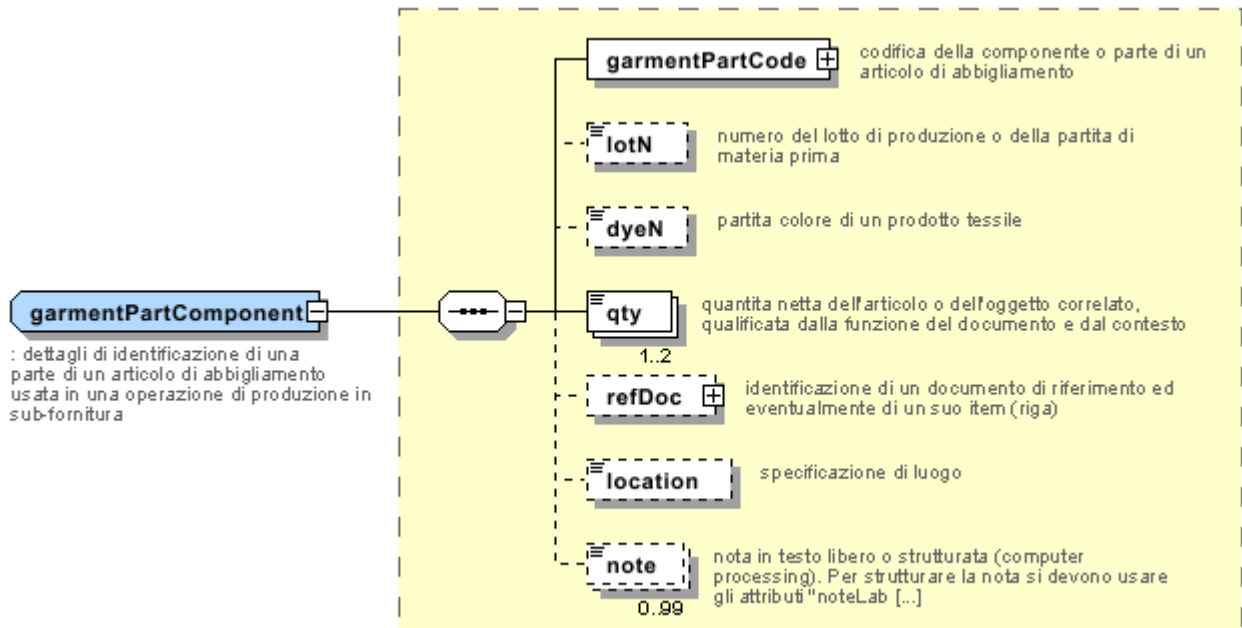 garmentPartCode
codifica della componente o parte di un
articolo di abbigliamento
lotN
numero del lotto di produzione o della partita di
materia prima
dyeN
partita colore di un prodotto tessile
garmentPartComponent
: dettagli di identificazione di una
parte di un articolo di abbigliamento
usata in una operazione di produzione in
sub-fornitura
qty
quantita netta dell'articolo o dell'oggetto correlato,
qualificata dalla funzione del documento e dal contesto
1..2
refDoc
identificazione di un documento di riferimento ed
eventualmente di un suo item (riga)
location
specificazione di luogo
note
nota in testo libero o strutturata (computer
processing). Per strutturare la nota si devono usare
gli attributi "noteLab [...]
0..99